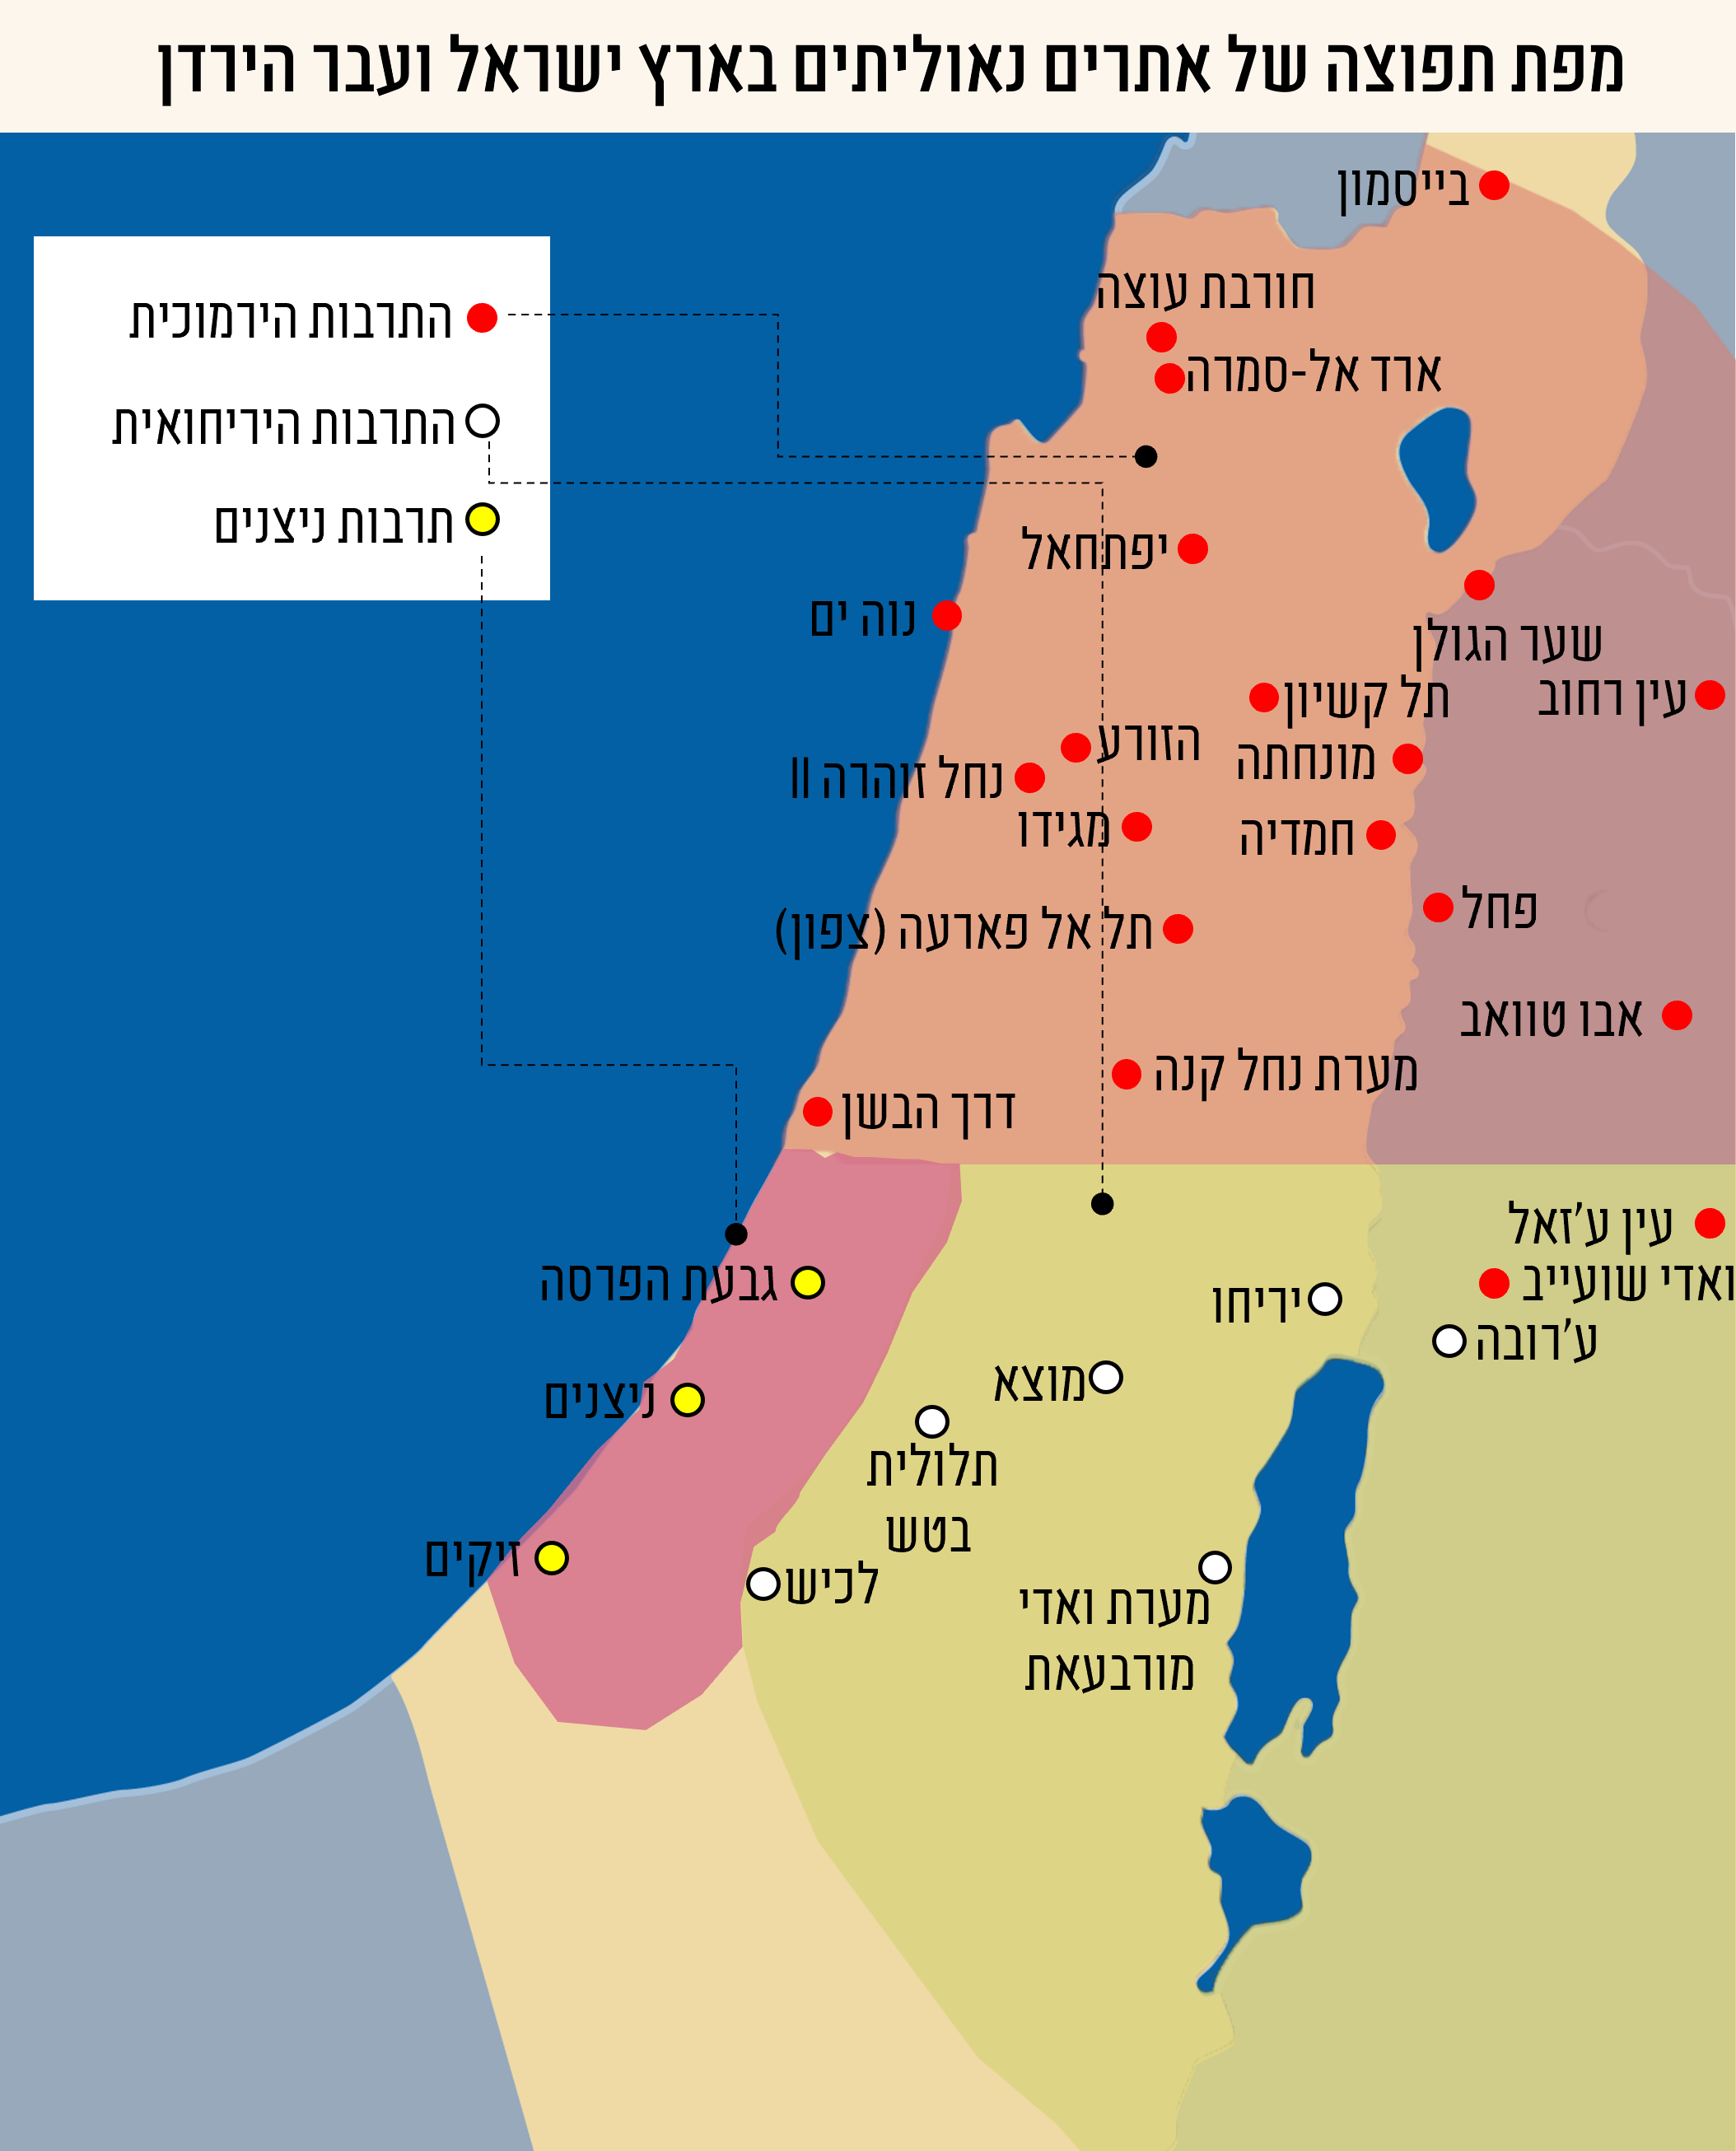 מפת תפוצה של אתרים נאוליתים בארץ ישראל ועבר הירדן
התרבות הירמוכית
התרבות היריחואית
תרבות ניצנים
בייסמון
חורבת עוצה
ארד אל-סמרה
יפתחאל
נוה ים
שער הגולן
תל קשיון
עין רחוב
הזורע
מונחתה
נחל זוהרה II
מגידו
חמדיה
פחל
תל אל פארעה (צפון)
אבו טוואב
מערת נחל קנה
דרך הבשן
עין ע'זאל
ואדי שועייב
גבעת הפרסה
יריחו
ע'רובה
מוצא
ניצנים
תלולית
בטש
זיקים
לכיש
מערת ואדי
מורבעאת